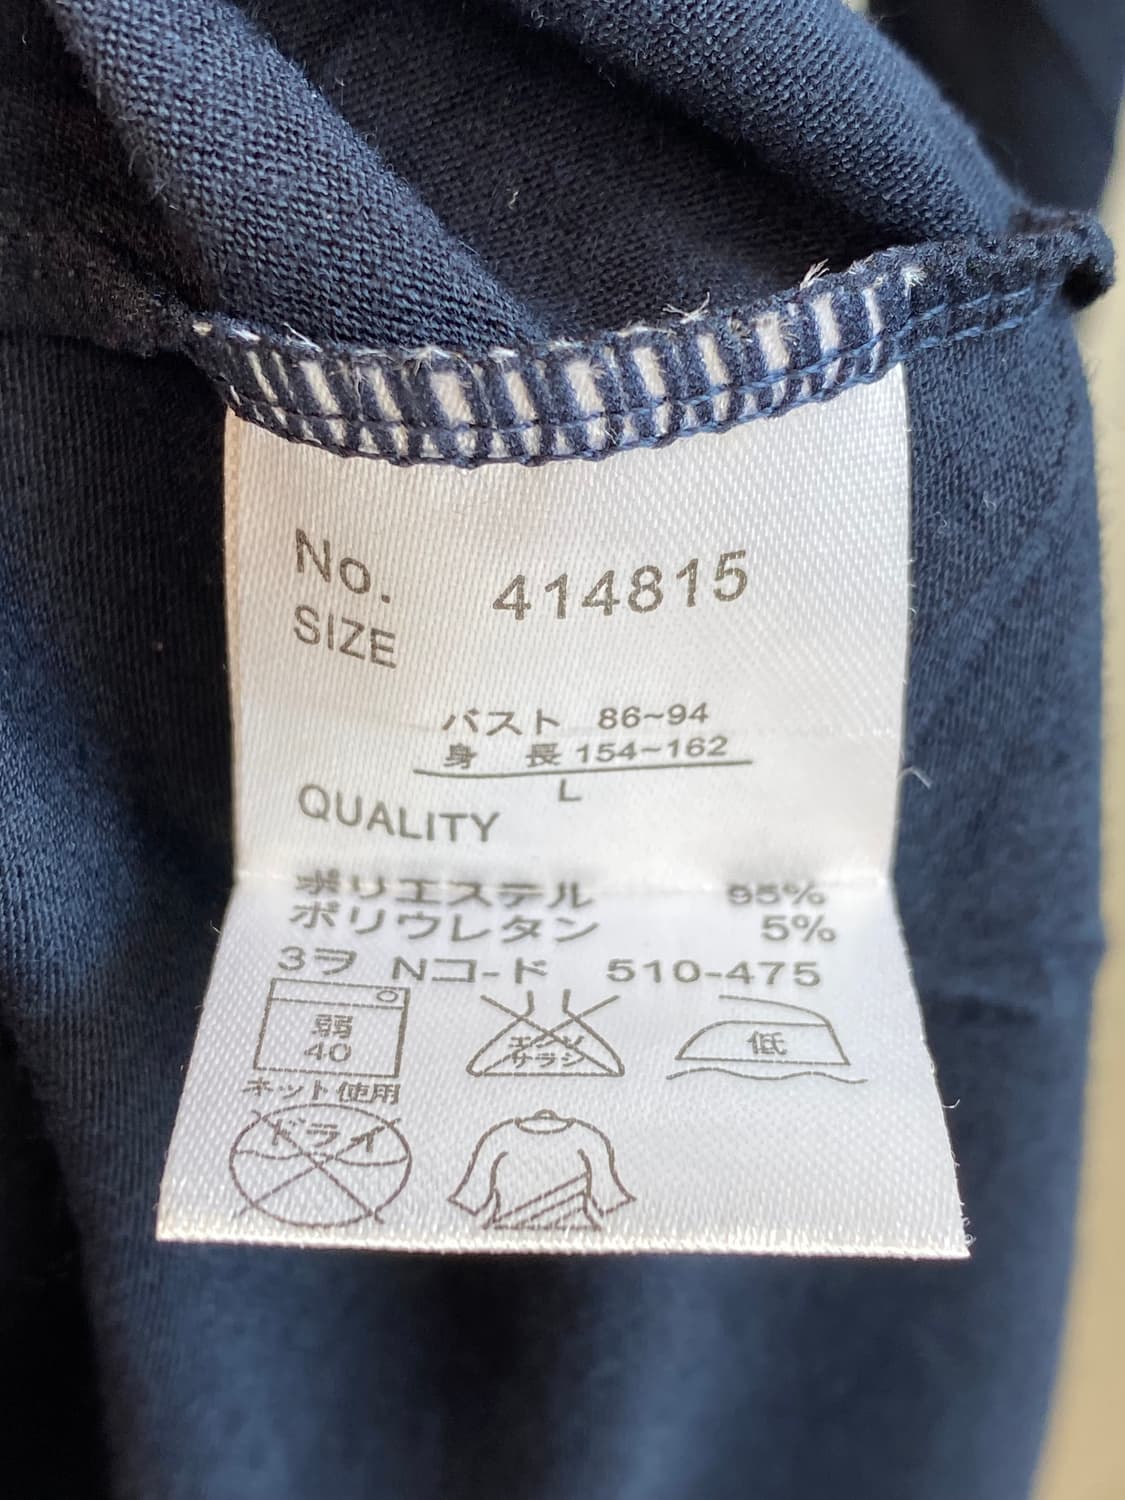 No. 414815
SIZE
バスト 86~94
身 長 154~162
L
QUALITY
ポリエステル 95%
ポリウレタン 5%
3ヲ Nコ-ド 510-475
弱
40
ネット使用
エンソ
サラシ
低
ドライ